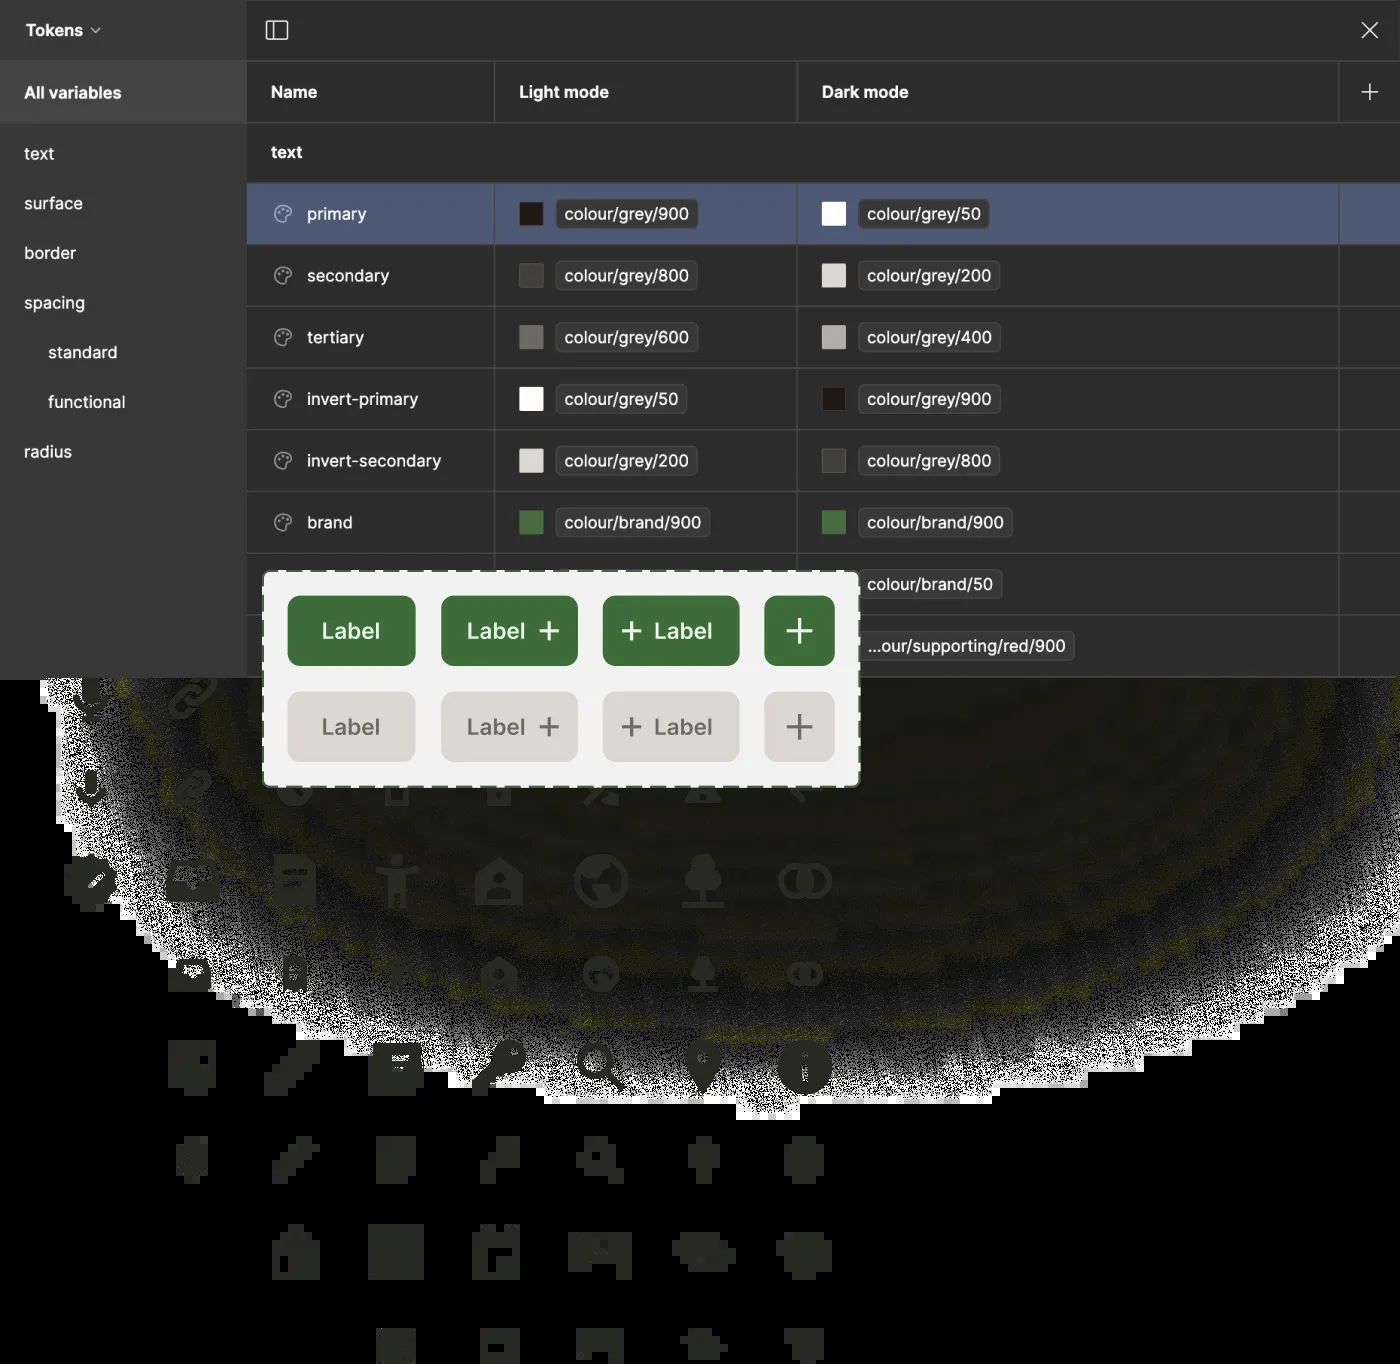 Tokens
All variables
text
surface
border
spacing
standard
functional
radius
Name Light mode Dark mode
text
primary colour/grey/900 colour/grey/50
secondary colour/grey/800 colour/grey/200
tertiary colour/grey/600 colour/grey/400
invert-primary colour/grey/50 colour/grey/900
invert-secondary colour/grey/200 colour/grey/800
brand colour/brand/900 colour/brand/900
colour/brand/50
...our/supporting/red/900
Label Label + + Label +
Label Label + + Label +